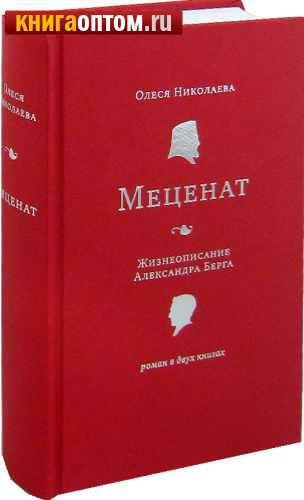 книгаоптом.ru
Олеся Николаева
Меценат
Жизнеописание
Александра Берга
роман в двух книгах
Олеся
Николаева
Меценат